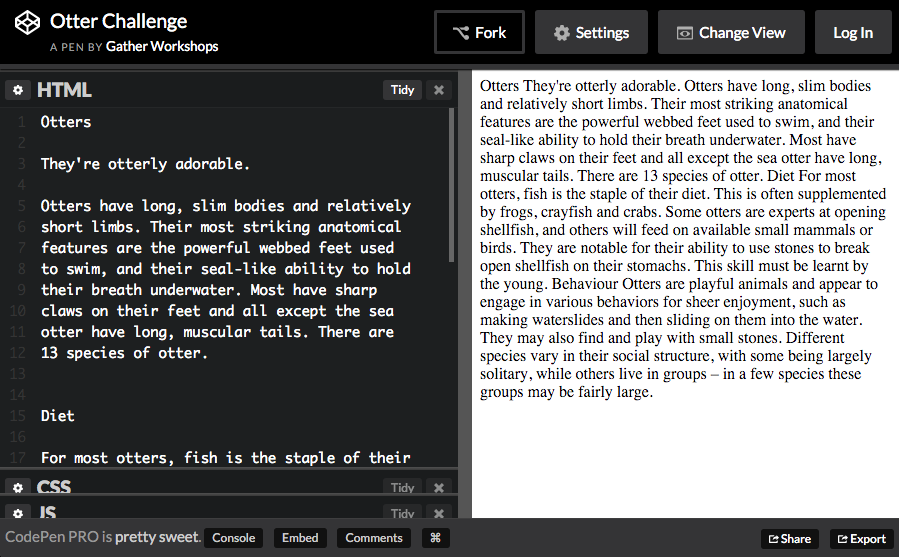 Otter Challenge
A PEN BY Gather Workshops
Fork
Settings
Change View
Log In
HTML
Tidy
1 Otters
2
3 They're otterly adorable.
4
5 Otters have long, slim bodies and relatively
6 short limbs. Their most striking anatomical
7 features are the powerful webbed feet used
8 to swim, and their seal-like ability to hold
9 their breath underwater. Most have sharp
10 claws on their feet and all except the sea
11 otter have long, muscular tails. There are
12 13 species of otter.
13
14
15 Diet
16
17 For most otters, fish is the staple of their
CSS
Tidy
JS
Tidy
Otters They're otterly adorable. Otters have long, slim bodies
and relatively short limbs. Their most striking anatomical
features are the powerful webbed feet used to swim, and their
seal-like ability to hold their breath underwater. Most have
sharp claws on their feet and all except the sea otter have long,
muscular tails. There are 13 species of otter. Diet For most
otters, fish is the staple of their diet. This is often supplemented
by frogs, crayfish and crabs. Some otters are experts at opening
shellfish, and others will feed on available small mammals or
birds. They are notable for their ability to use stones to break
open shellfish on their stomachs. This skill must be learnt by
the young. Behaviour Otters are playful animals and appear to
engage in various behaviors for sheer enjoyment, such as
making waterslides and then sliding on them into the water.
They may also find and play with small stones. Different
species vary in their social structure, with some being largely
solitary, while others live in groups – in a few species these
groups may be fairly large.
CodePen PRO is pretty sweet.
Console
Embed
Comments
⌘
Share
Export